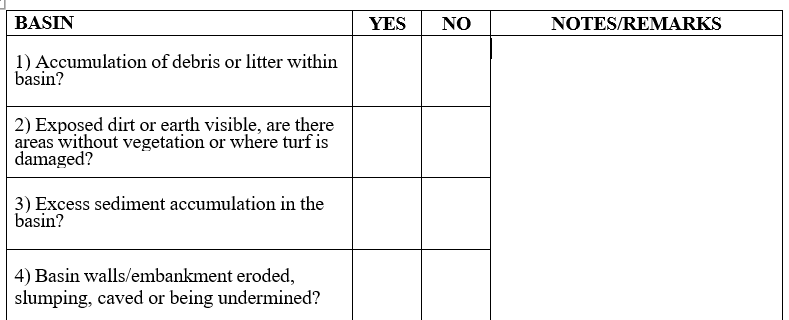 BASIN YES NO NOTES/REMARKS
1) Accumulation of debris or litter within
basin?
2) Exposed dirt or earth visible, are there
areas without vegetation or where turf is
damaged?
3) Excess sediment accumulation in the
basin?
4) Basin walls/embankment eroded,
slumping, caved or being undermined?